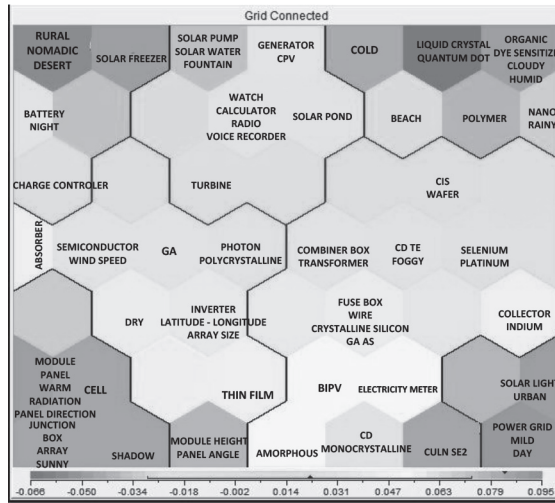 Grid Connected
RURAL
NOMADIC
DESERT
SOLAR FREEZER
SOLAR PUMP
SOLAR WATER
FOUNTAIN
GENERATOR
CPV
COLD
LIQUID CRYSTAL
QUANTUM DOT
ORGANIC
DYE SENSITIZ
CLOUDY
HUMID
BATTERY
NIGHT
WATCH
CALCULATOR
RADIO
VOICE RECORDER
SOLAR POND
BEACH
POLYMER
NANO
RAINY
CHARGE CONTROLER
TURBINE
CIS
WAFER
ABSORBER
SEMICONDUCTOR
WIND SPEED
GA
PHOTON
POLYCRYSTALLINE
COMBINER BOX
TRANSFORMER
CD TE
FOGGY
SELENIUM
PLATINUM
DRY
INVERTER
LATITUDE - LONGITUDE
ARRAY SIZE
FUSE BOX
WIRE
CRYSTALLINE SILICON
GA AS
COLLECTOR
INDIUM
MODULE
PANEL
WARM
RADIATION
PANEL DIRECTION
JUNCTION
BOX
ARRAY
SUNNY
CELL
SHADOW
THIN FILM
MODULE HEIGHT
PANEL ANGLE
BIPV
ELECTRICITY METER
AMORPHOUS
CD
MONOCRYSTALLINE
CULN SE2
SOLAR LIGH
URBAN
POWER GRID
MILD
DAY
-0.066 -0.050 -0.034 -0.018 -0.002 0.014 0.031 0.047 0.063 0.079 0.095